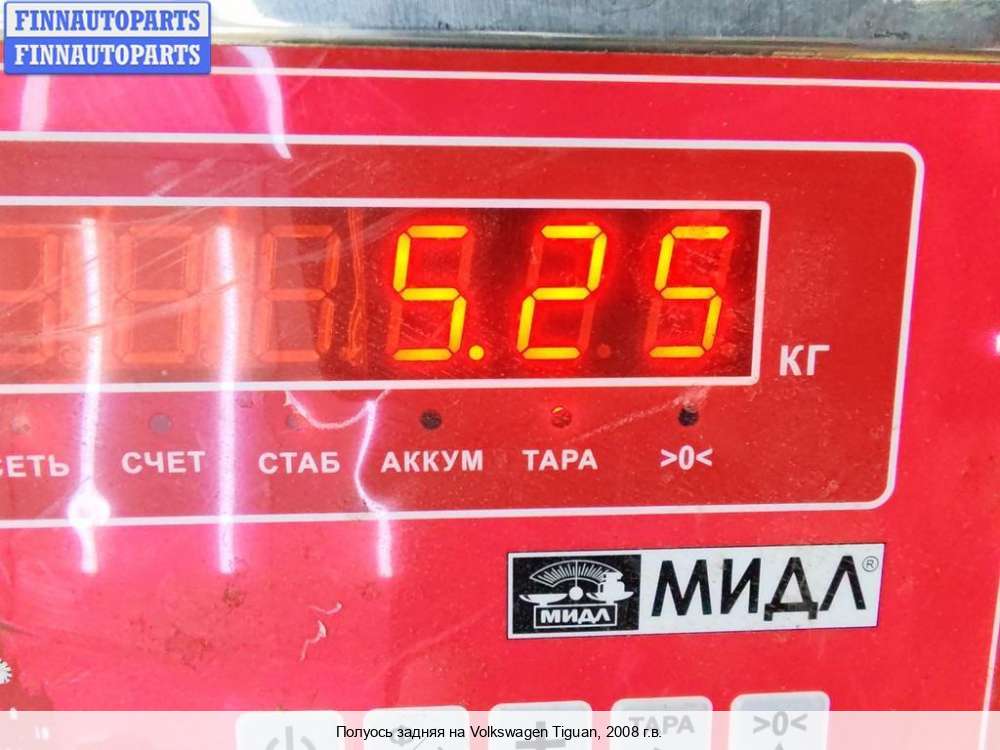 FINNAUTOPARTS
FINNAUTOPARTS
5.25
КГ
СЕТЬ СЧЕТ СТАБ АККУМ ТАРА >0<
МИДЛ МИДЛ®
ТАРА >0<
Полуось задняя на Volkswagen Tiguan, 2008 г.в.